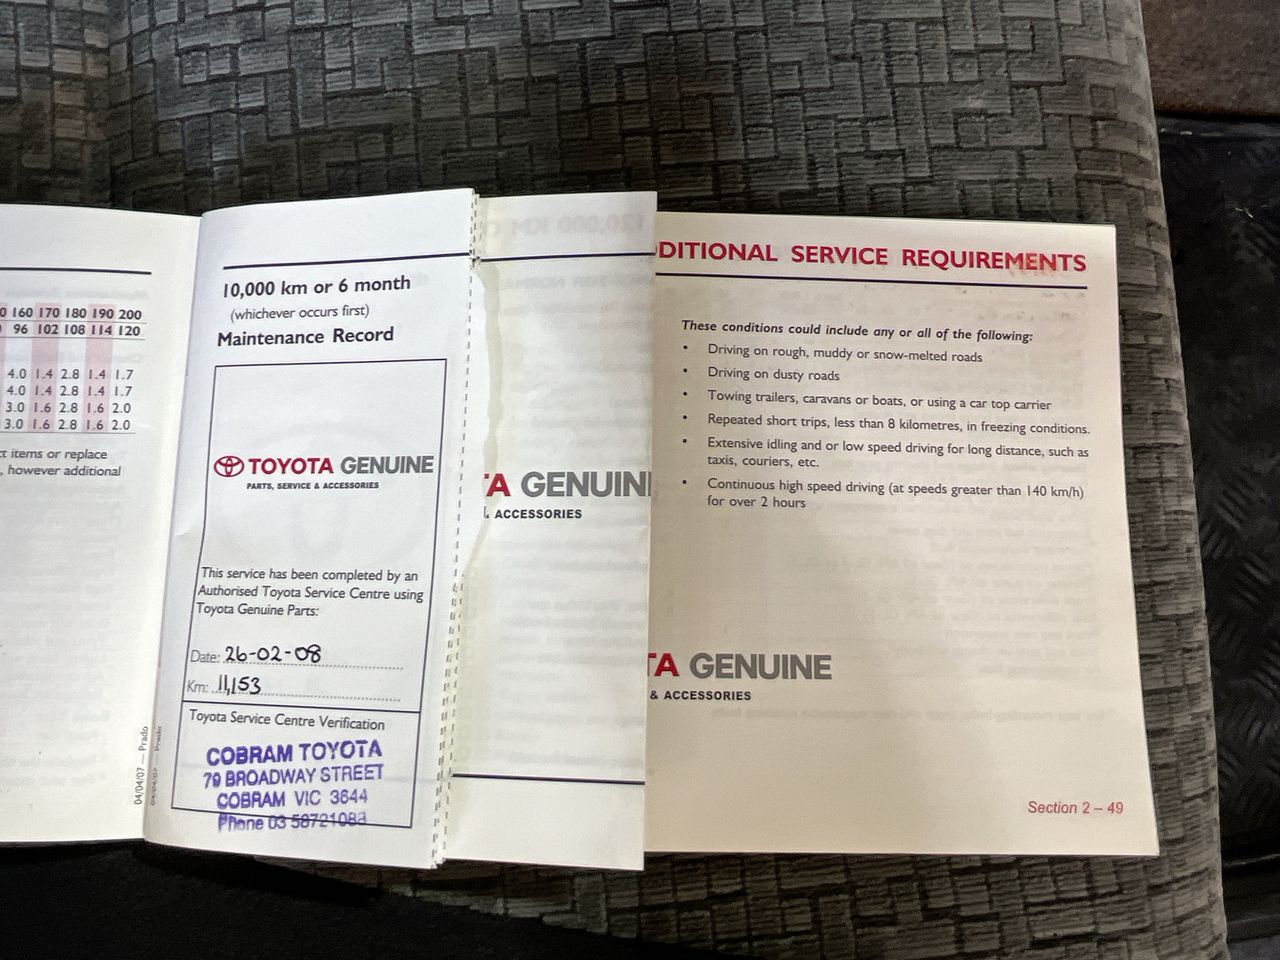 160 170 180 190 200
96 102 108 114 120
4.0 1.4 2.8 1.4 1.7
4.0 1.4 2.8 1.4 1.7
3.0 1.6 2.8 1.6 2.0
3.0 1.6 2.8 1.6 2.0
items or replace
, however additional
04/04/07 — Prado
10,000 km or 6 month
(whichever occurs first)
Maintenance Record
TOYOTA GENUINE
PARTS, SERVICE & ACCESSORIES
This service has been completed by an
Authorised Toyota Service Centre using
Toyota Genuine Parts:
Date: 26-02-08
Km: 11,153
Toyota Service Centre Verification
COBRAM TOYOTA
79 BROADWAY STREET
COBRAM VIC 3644
Phone 03 58721088
TA GENUIN
& ACCESSORIES
DITIONAL SERVICE REQUIREMENTS
These conditions could include any or all of the following:
• Driving on rough, muddy or snow-melted roads
• Driving on dusty roads
• Towing trailers, caravans or boats, or using a car top carrier
• Repeated short trips, less than 8 kilometres, in freezing conditions.
• Extensive idling and or low speed driving for long distance, such as
taxis, couriers, etc.
• Continuous high speed driving (at speeds greater than 140 km/h)
for over 2 hours
TA GENUINE
& ACCESSORIES
Section 2 – 49